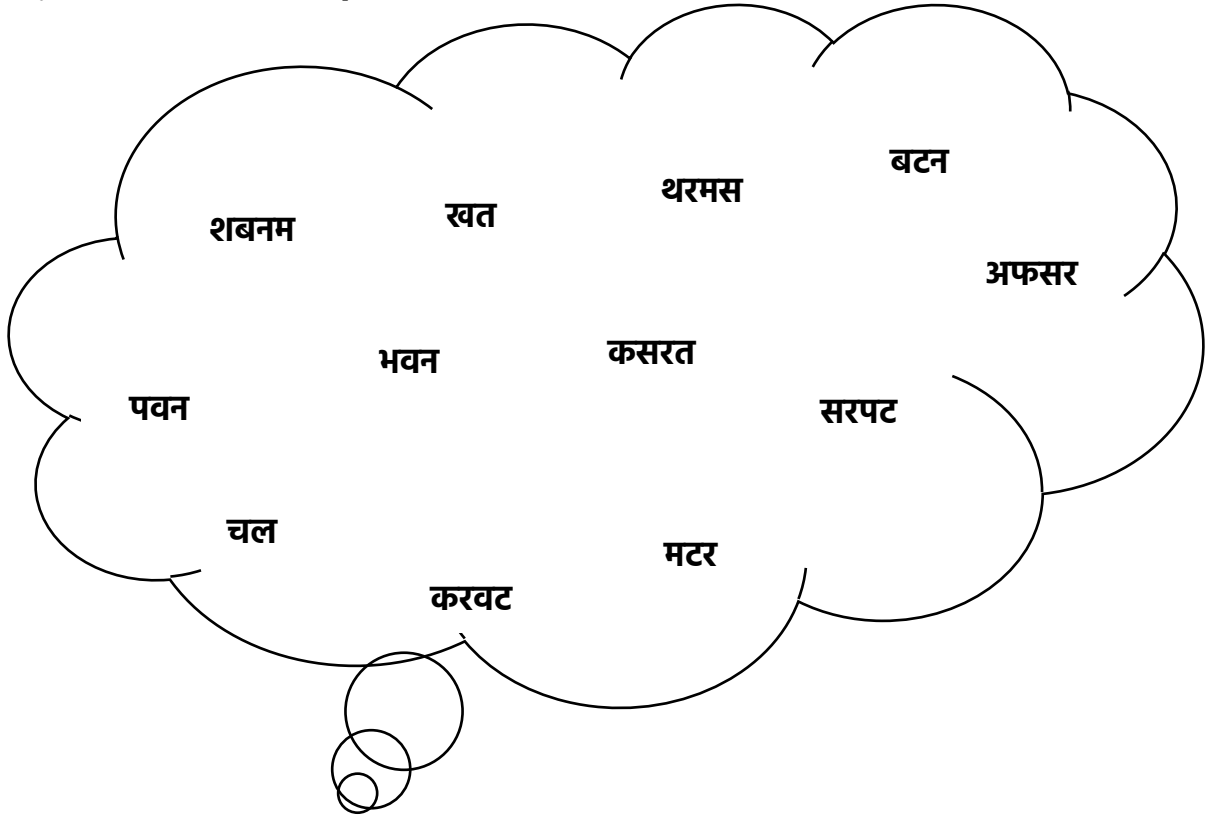 बटन
थरमस
खत
शबनम
अफसर
कसरत
भवन
पवन
सरपट
चल
मटर
करवट